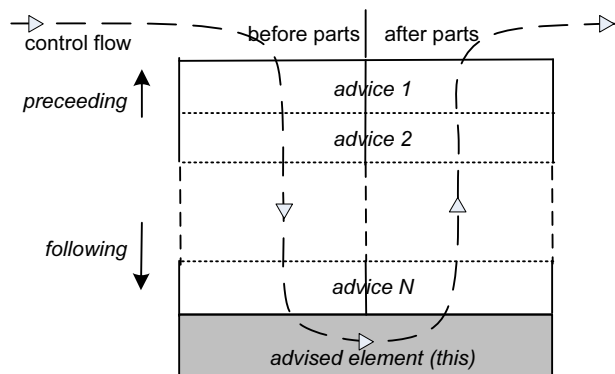 before parts after parts
control flow
preceeding
advice 1
advice 2
following
advice N
advised element (this)